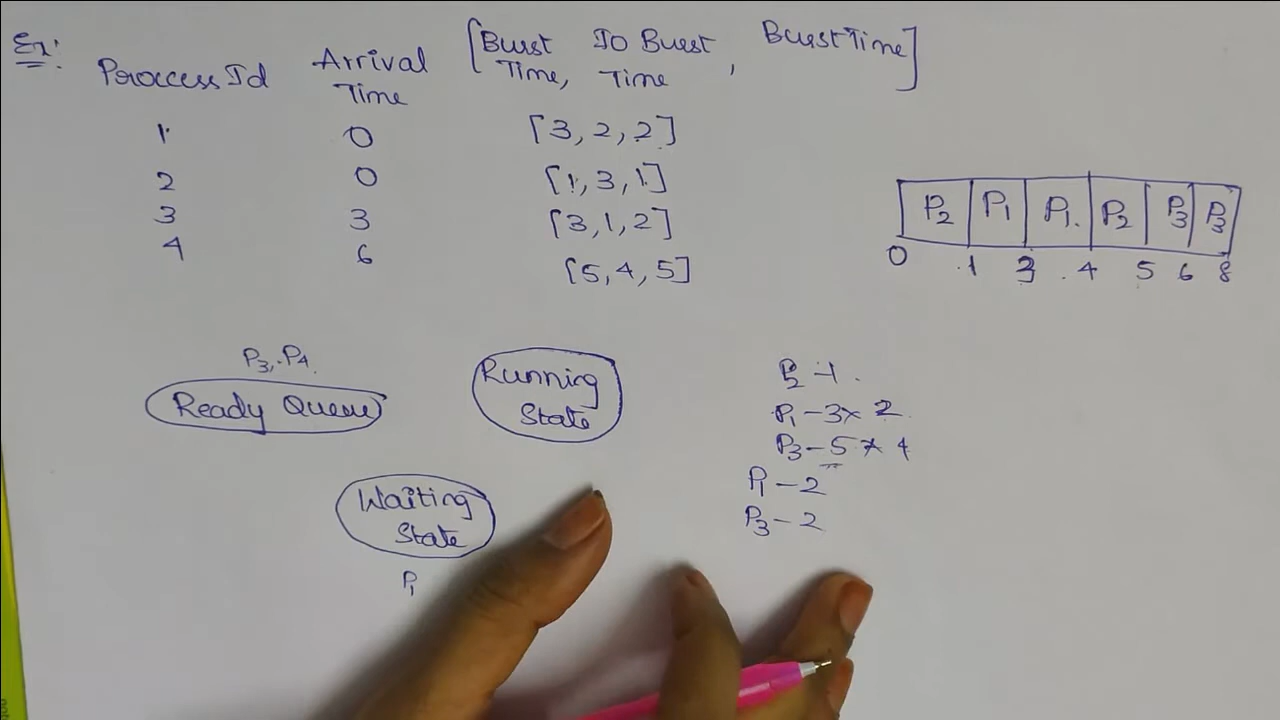 Ex:
Process Id Arrival Time [Burst Time, IO Burst Time, Burst Time]
1 0 [3, 2, 2]
2 0 [1, 3, 1]
3 3 [3, 1, 2]
4 6 [5, 4, 5]
P2 P1 P1. P2 P3 P3
0 1 3 4 5 6 8
P3, P4.
Ready Queue
Running State
Waiting State
P1
P2 - 1.
P1 - 3x 2
P3 - 5 x 4
P1 - 2
P3 - 2